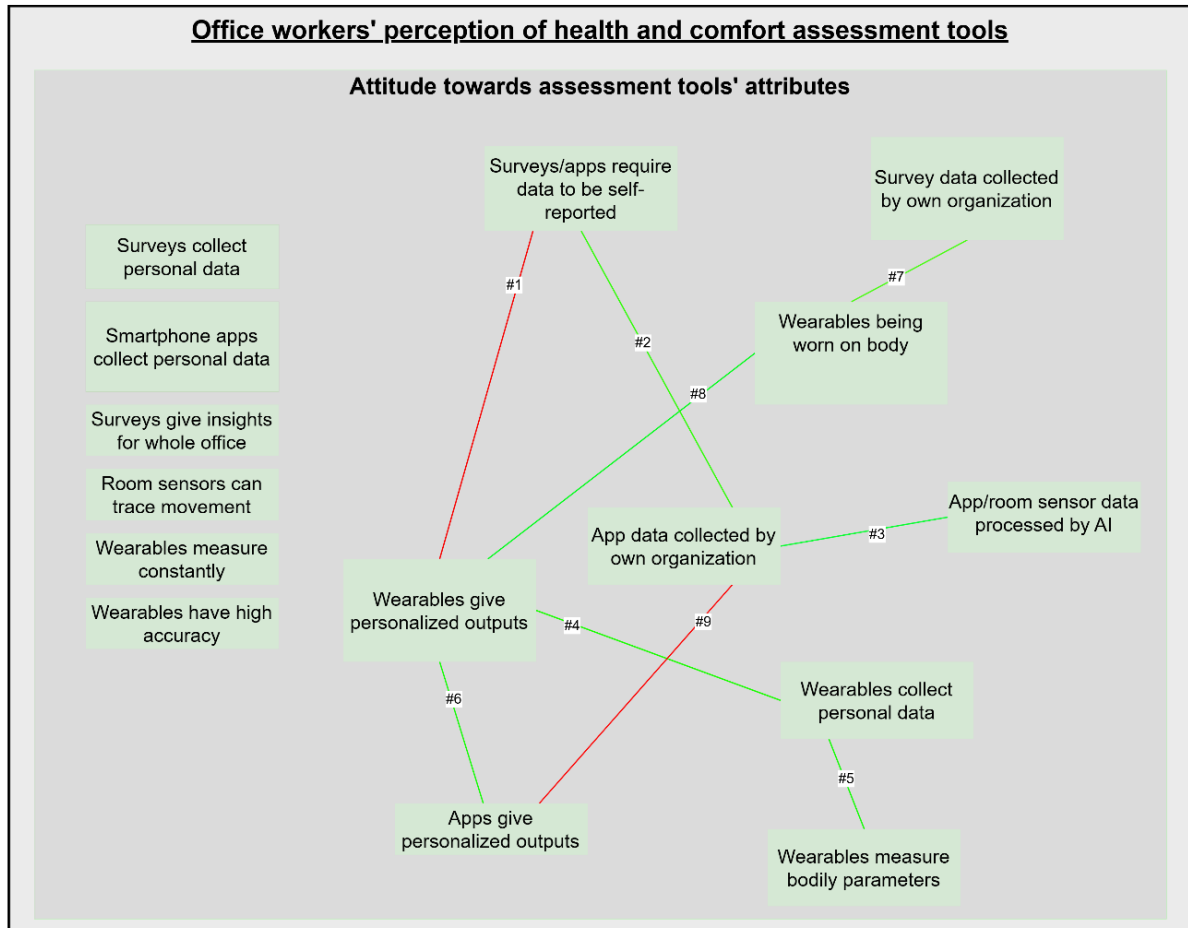 Office workers' perception of health and comfort assessment tools
Attitude towards assessment tools' attributes
Surveys/apps require
data to be self-
reported
Survey data collected
by own organization
Surveys collect
personal data
#1
#7
Smartphone apps
collect personal data
#2
Wearables being
worn on body
#8
Surveys give insights
for whole office
Room sensors can
trace movement
App data collected by
own organization
#3
App/room sensor data
processed by AI
Wearables measure
constantly
Wearables have high
accuracy
Wearables give
personalized outputs
#4
#9
#6
Wearables collect
personal data
#5
Apps give
personalized outputs
Wearables measure
bodily parameters